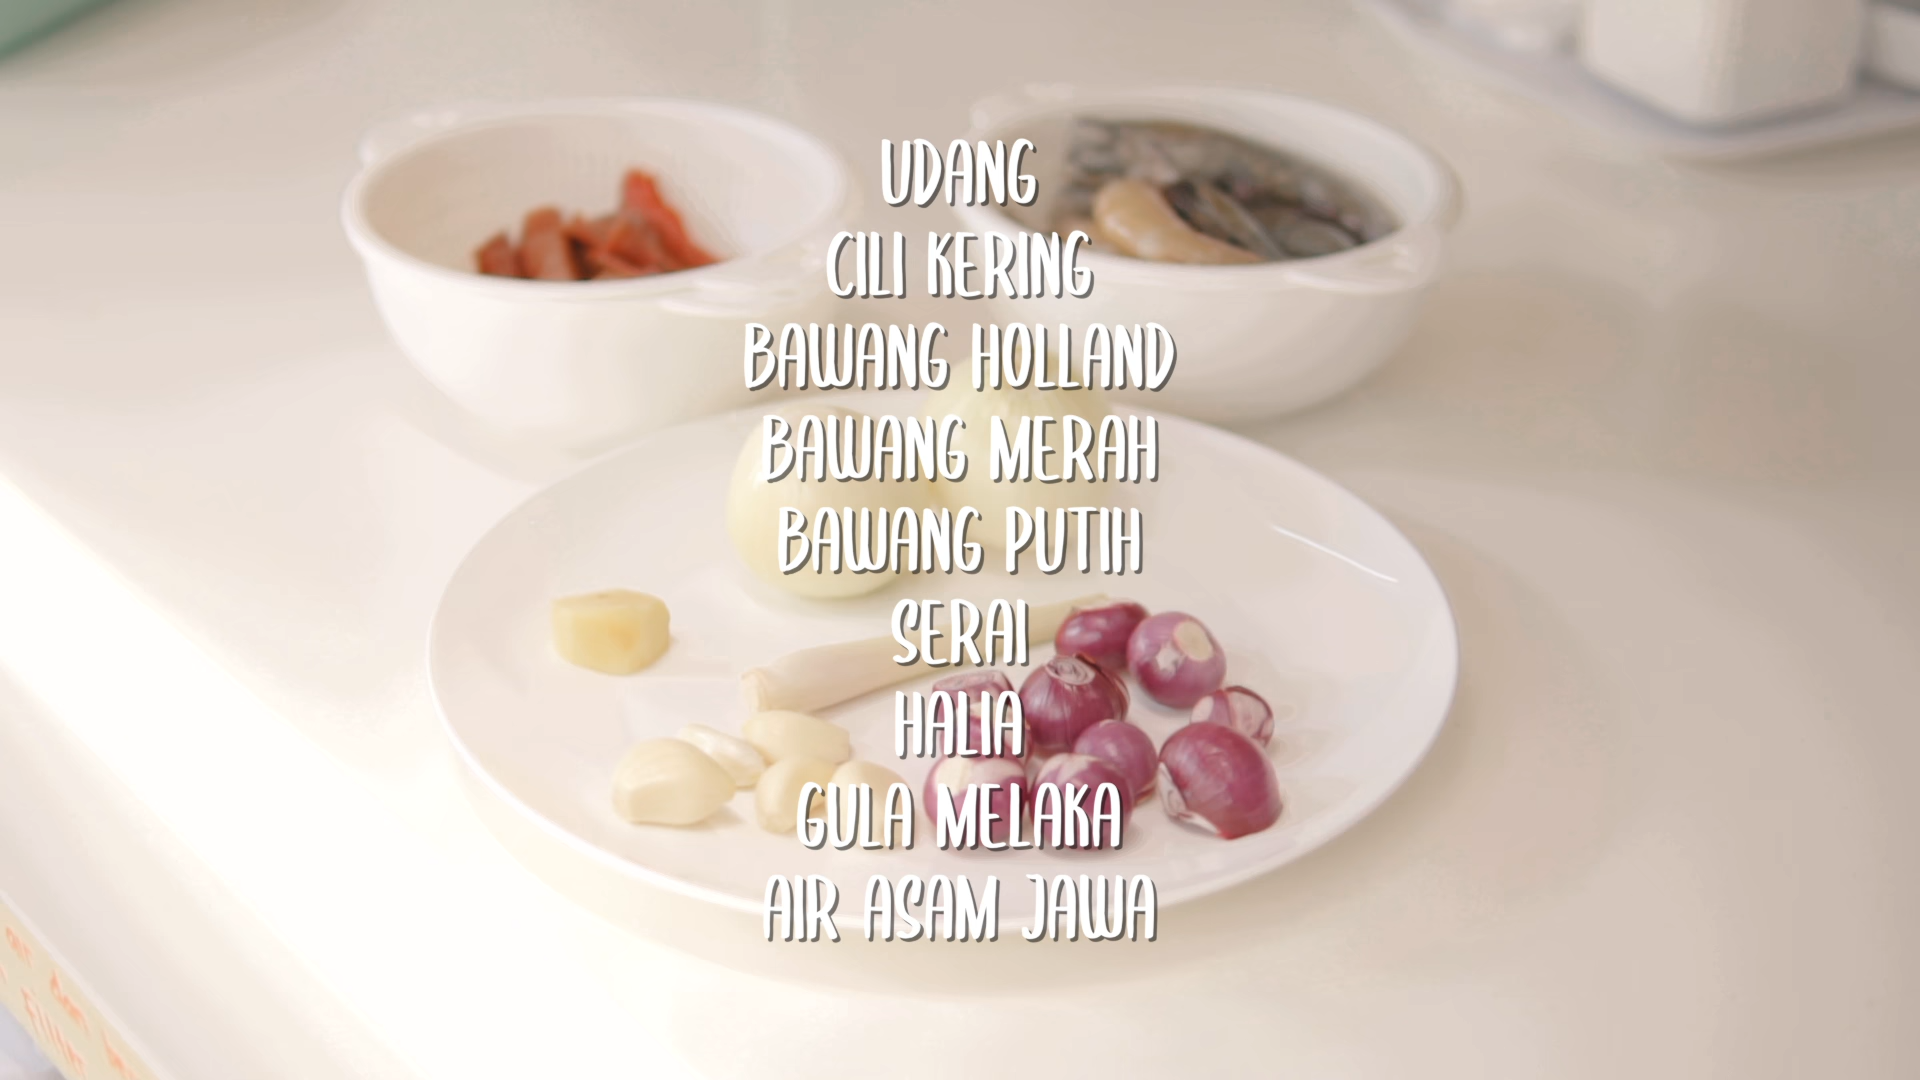 UDANG
CILI KERING
BAWANG HOLLAND
BAWANG MERAH
BAWANG PUTIH
SERAI
HALIA
GULA MELAKA
AIR ASAM JAWA